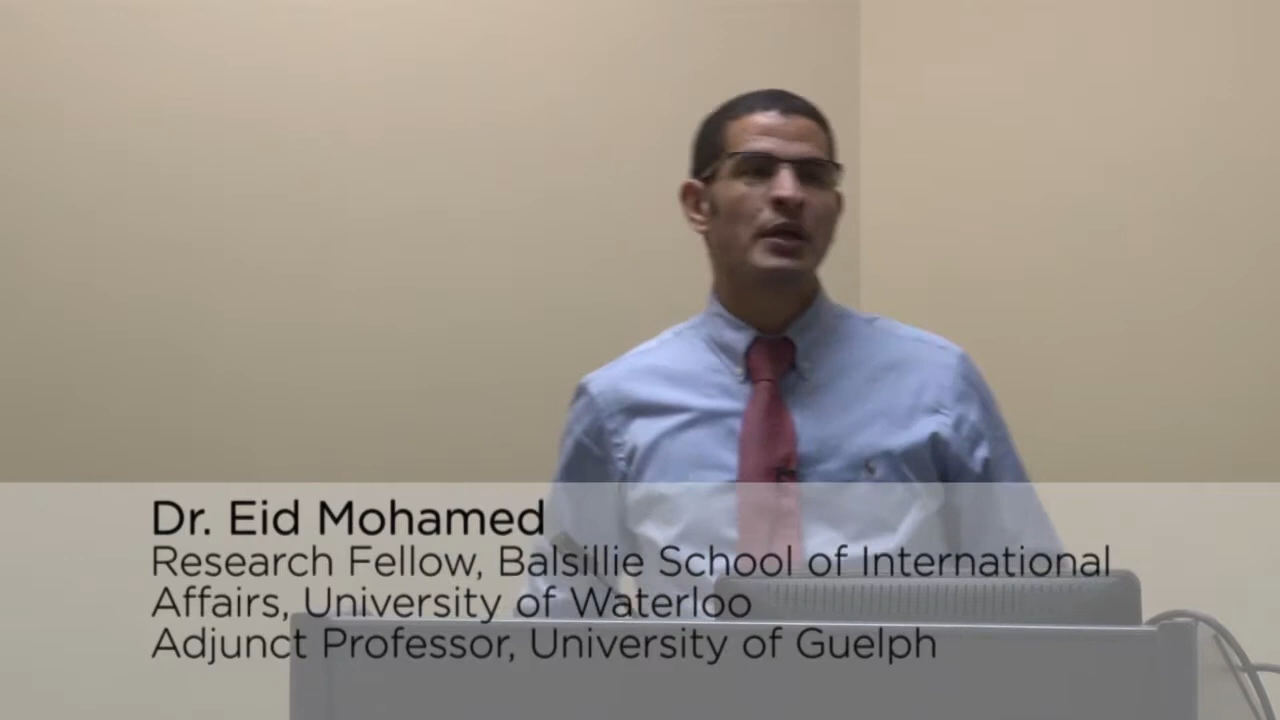 Dr. Eid Mohamed
Research Fellow, Balsillie School of International
Affairs, University of Waterloo
Adjunct Professor, University of Guelph